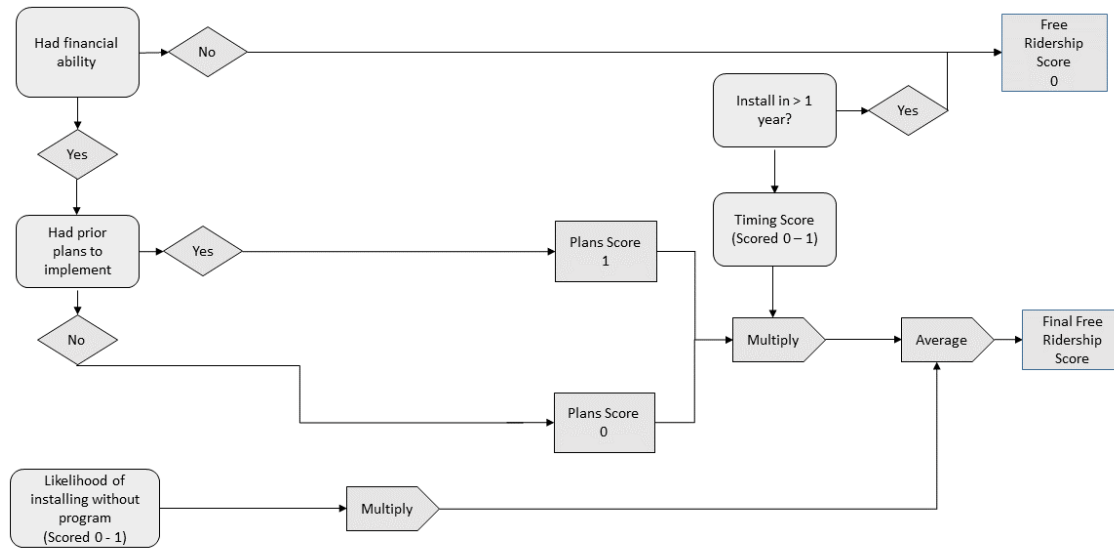 Had financial
ability
No
Free
Ridership
Score
0
Install in > 1
year?
Yes
Yes
Timing Score
(Scored 0 – 1)
Had prior
plans to
implement
Yes
Plans Score
1
No
Multiply
Average
Final Free
Ridership
Score
Plans Score
0
Likelihood of
installing without
program
(Scored 0 - 1)
Multiply